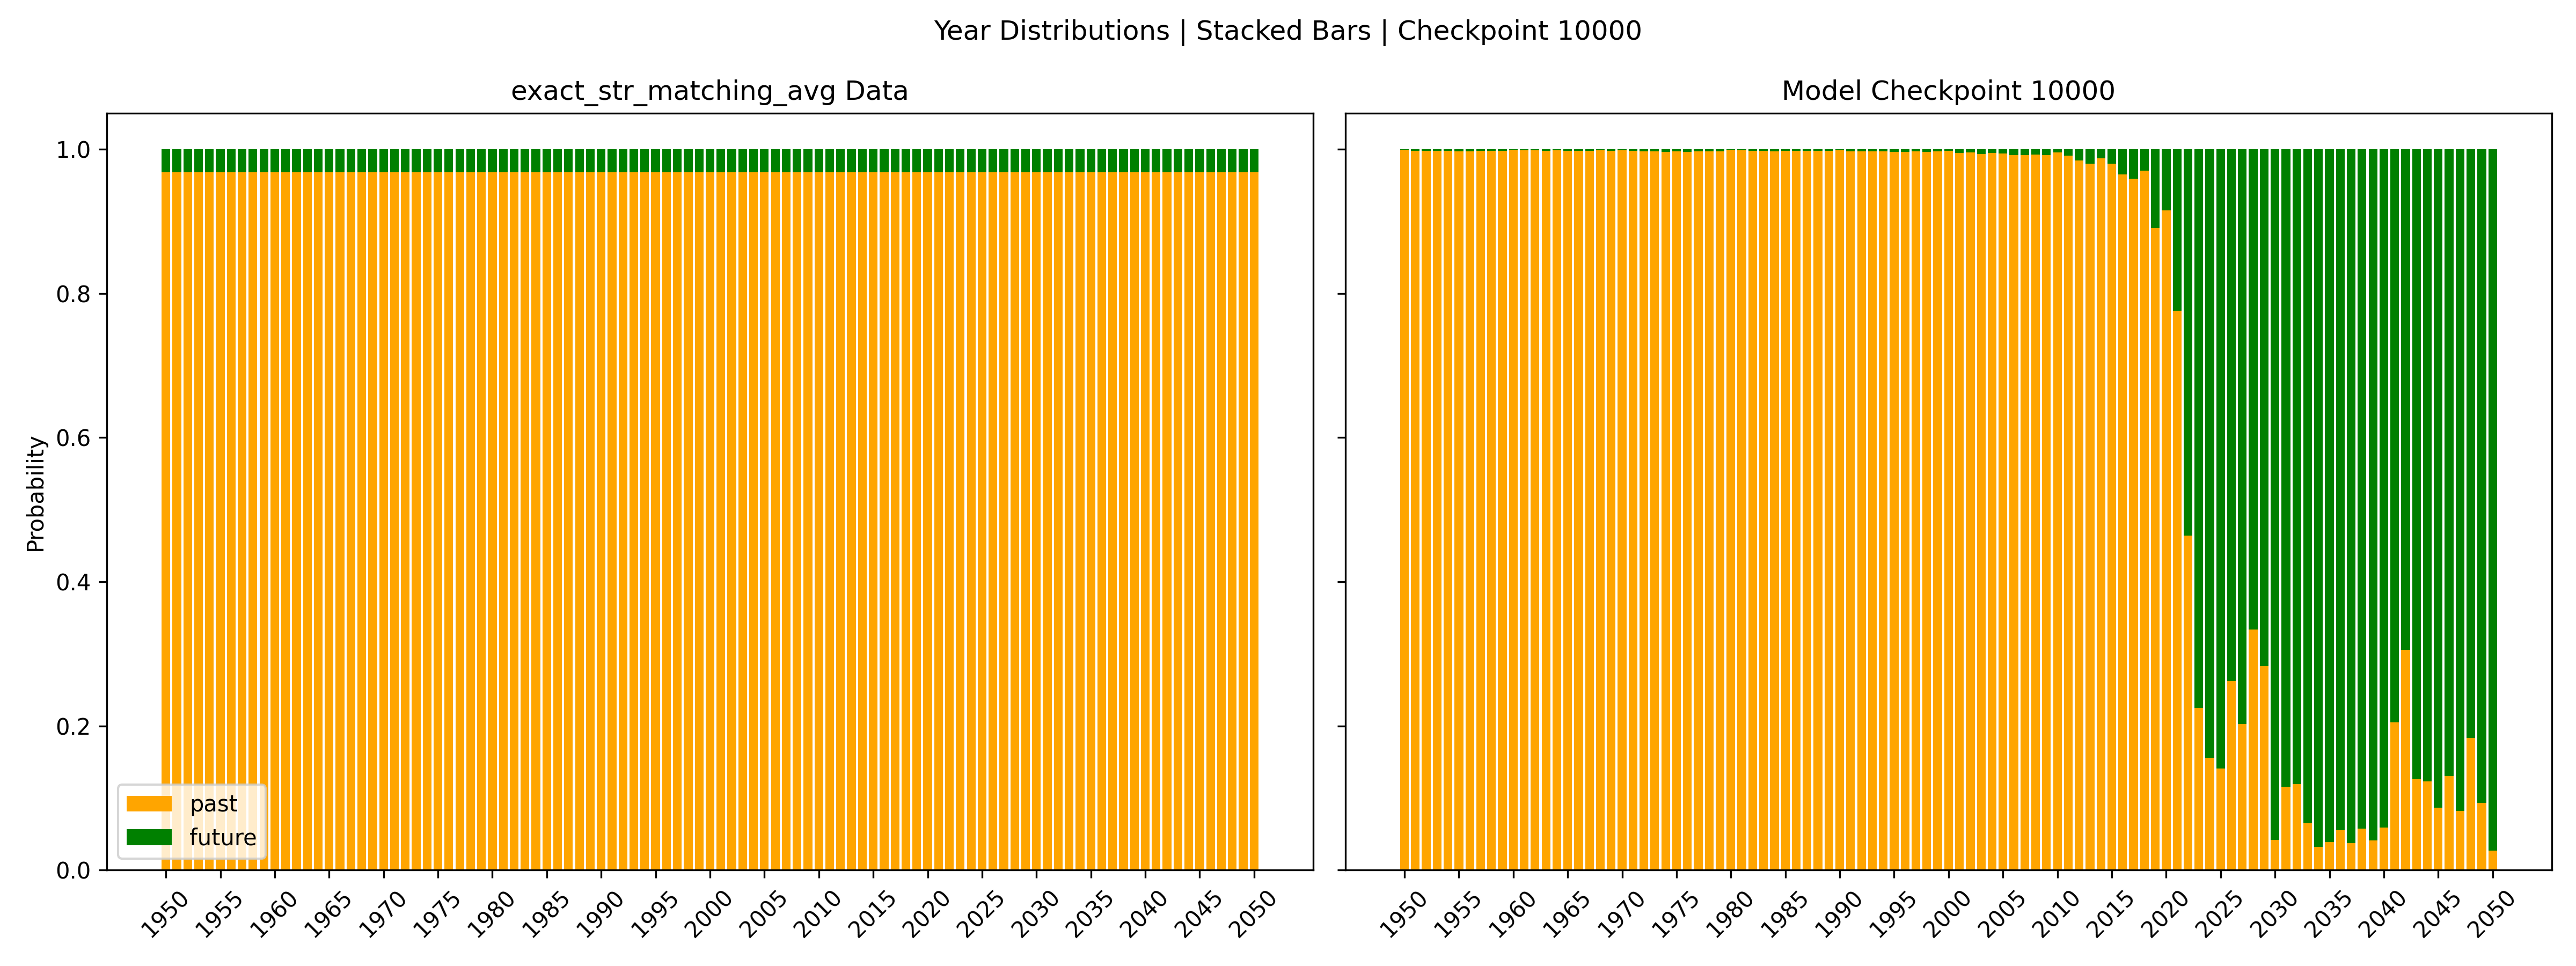 Year Distributions | Stacked Bars | Checkpoint 10000
exact_str_matching_avg Data
Probability
1.0
0.8
0.6
0.4
0.2
0.0
past
future
1950 1955 1960 1965 1970 1975 1980 1985 1990 1995 2000 2005 2010 2015 2020 2025 2030 2035 2040 2045 2050
Model Checkpoint 10000
1950 1955 1960 1965 1970 1975 1980 1985 1990 1995 2000 2005 2010 2015 2020 2025 2030 2035 2040 2045 2050